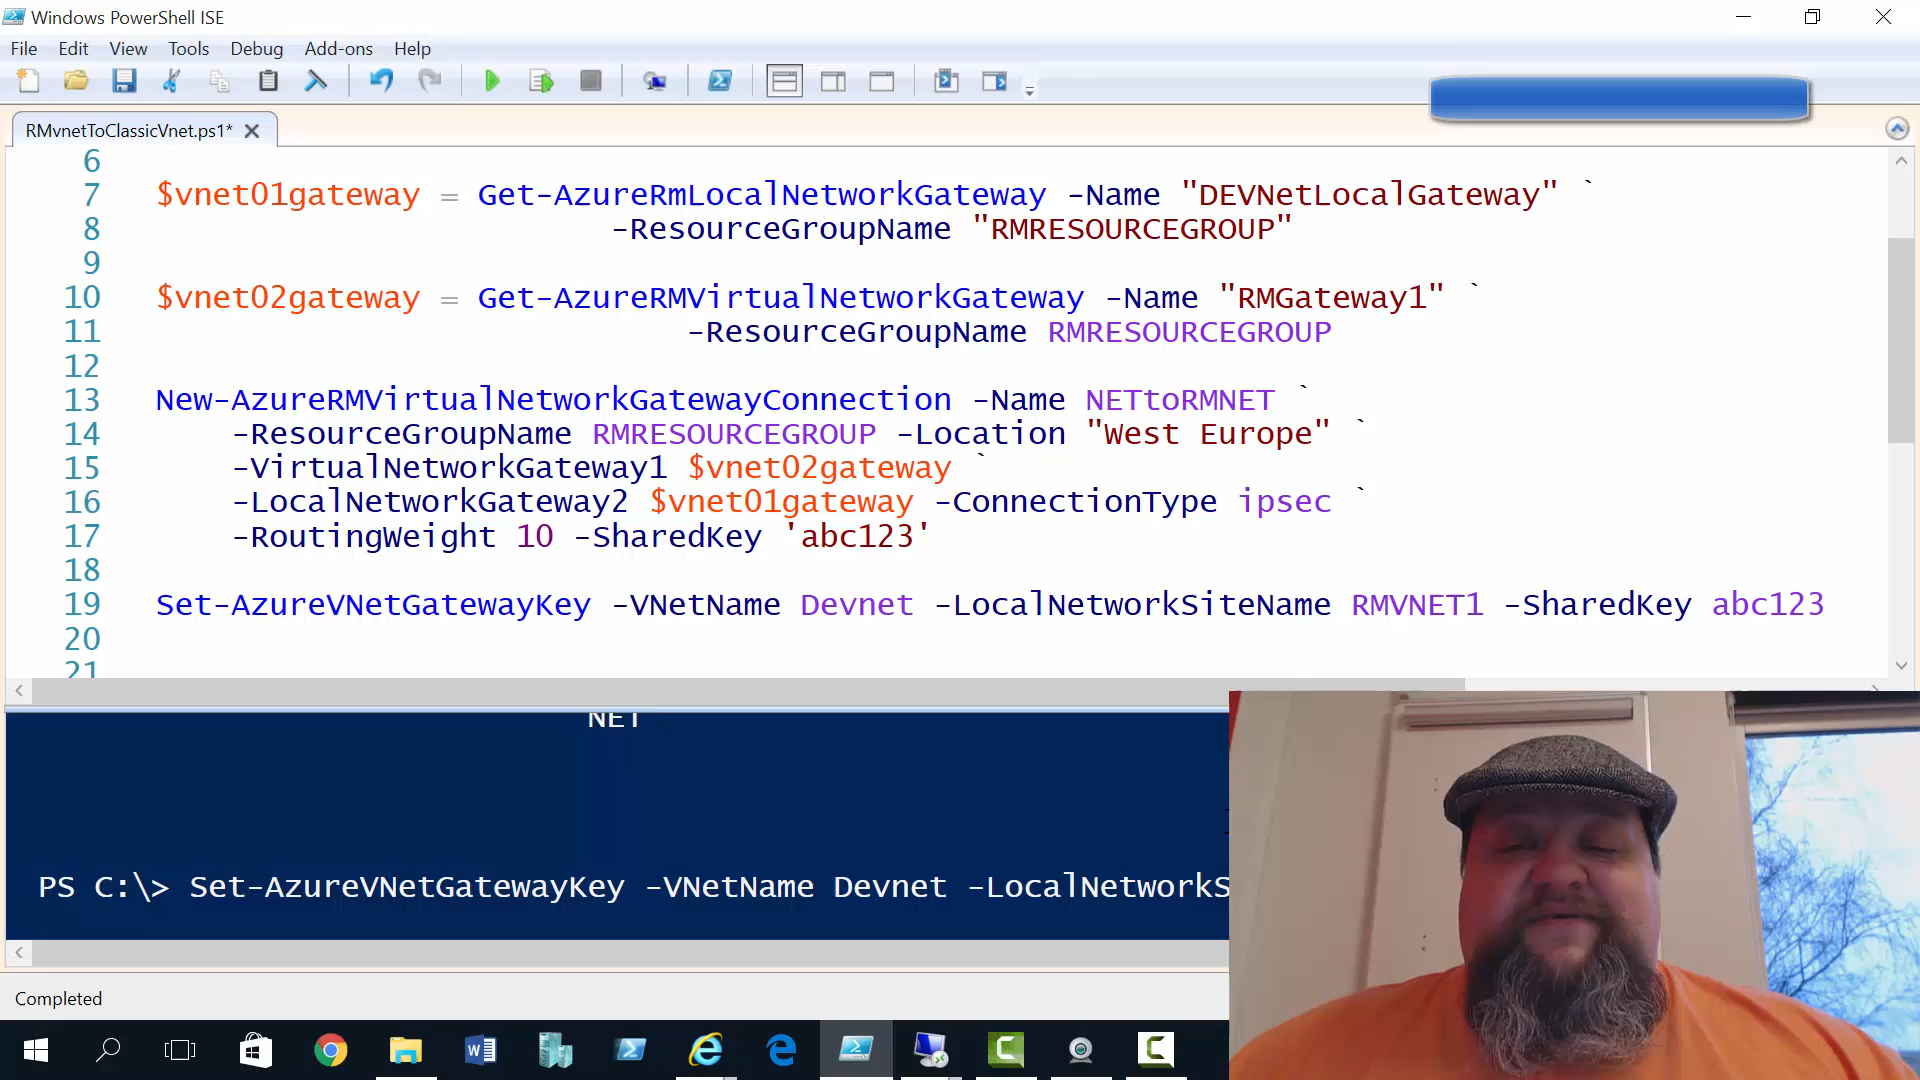 Windows PowerShell ISE
File Edit View Tools Debug Add-ons Help
RMvnetToClassicVnet.ps1*
6
7 $vnet01gateway = Get-AzureRmLocalNetworkGateway -Name "DEVNetLocalGateway" `
8 -ResourceGroupName "RMRESOURCEGROUP"
9
10 $vnet02gateway = Get-AzureRMVirtualNetworkGateway -Name "RMGateway1" `
11 -ResourceGroupName RMRESOURCEGROUP
12
13 New-AzureRMVirtualNetworkGatewayConnection -Name NETtoRMNET `
14 -ResourceGroupName RMRESOURCEGROUP -Location "West Europe" `
15 -VirtualNetworkGateway1 $vnet02gateway `
16 -LocalNetworkGateway2 $vnet01gateway -ConnectionType ipsec `
17 -RoutingWeight 10 -SharedKey 'abc123'
18
19 Set-AzureVNetGatewayKey -VNetName Devnet -LocalNetworkSiteName RMVNET1 -SharedKey abc123
20
21
NET
PS C:\> Set-AzureVNetGatewayKey -VNetName Devnet -LocalNetworkS
Completed